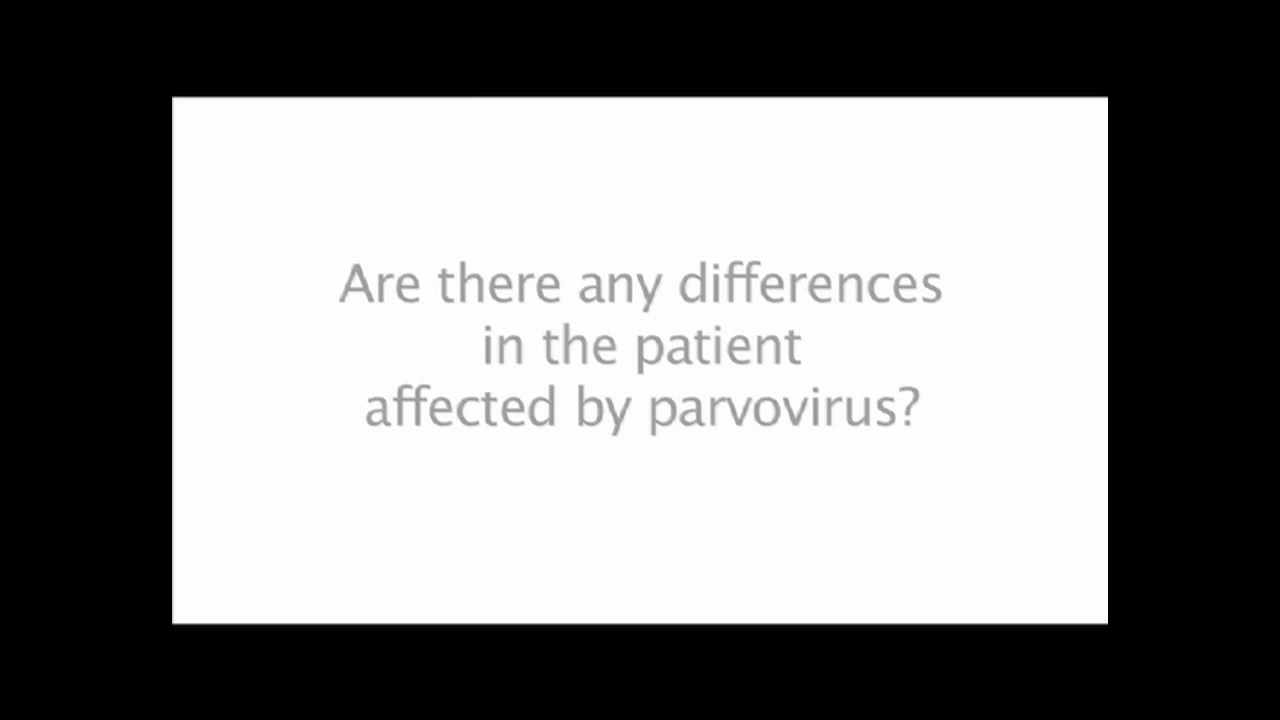 Are there any differences
in the patient
affected by parvovirus?